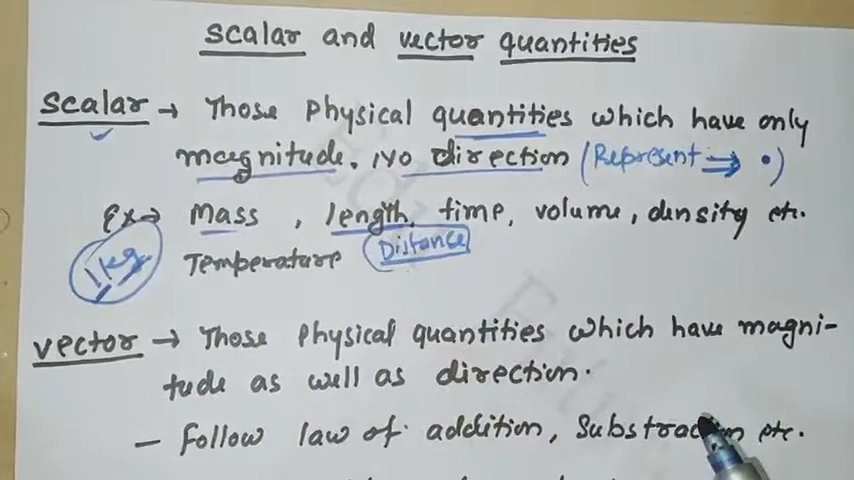 scalar and vector quantities
scalar → Those Physical quantities which have only
magnitude. No direction (Represent ⇒ •)
Ex → Mass, length, time, volume, density etc.
1 kg Temperature Distance
vector → Those Physical quantities which have magni-
tude as well as direction.
- Follow law of addition, Substraction etc.